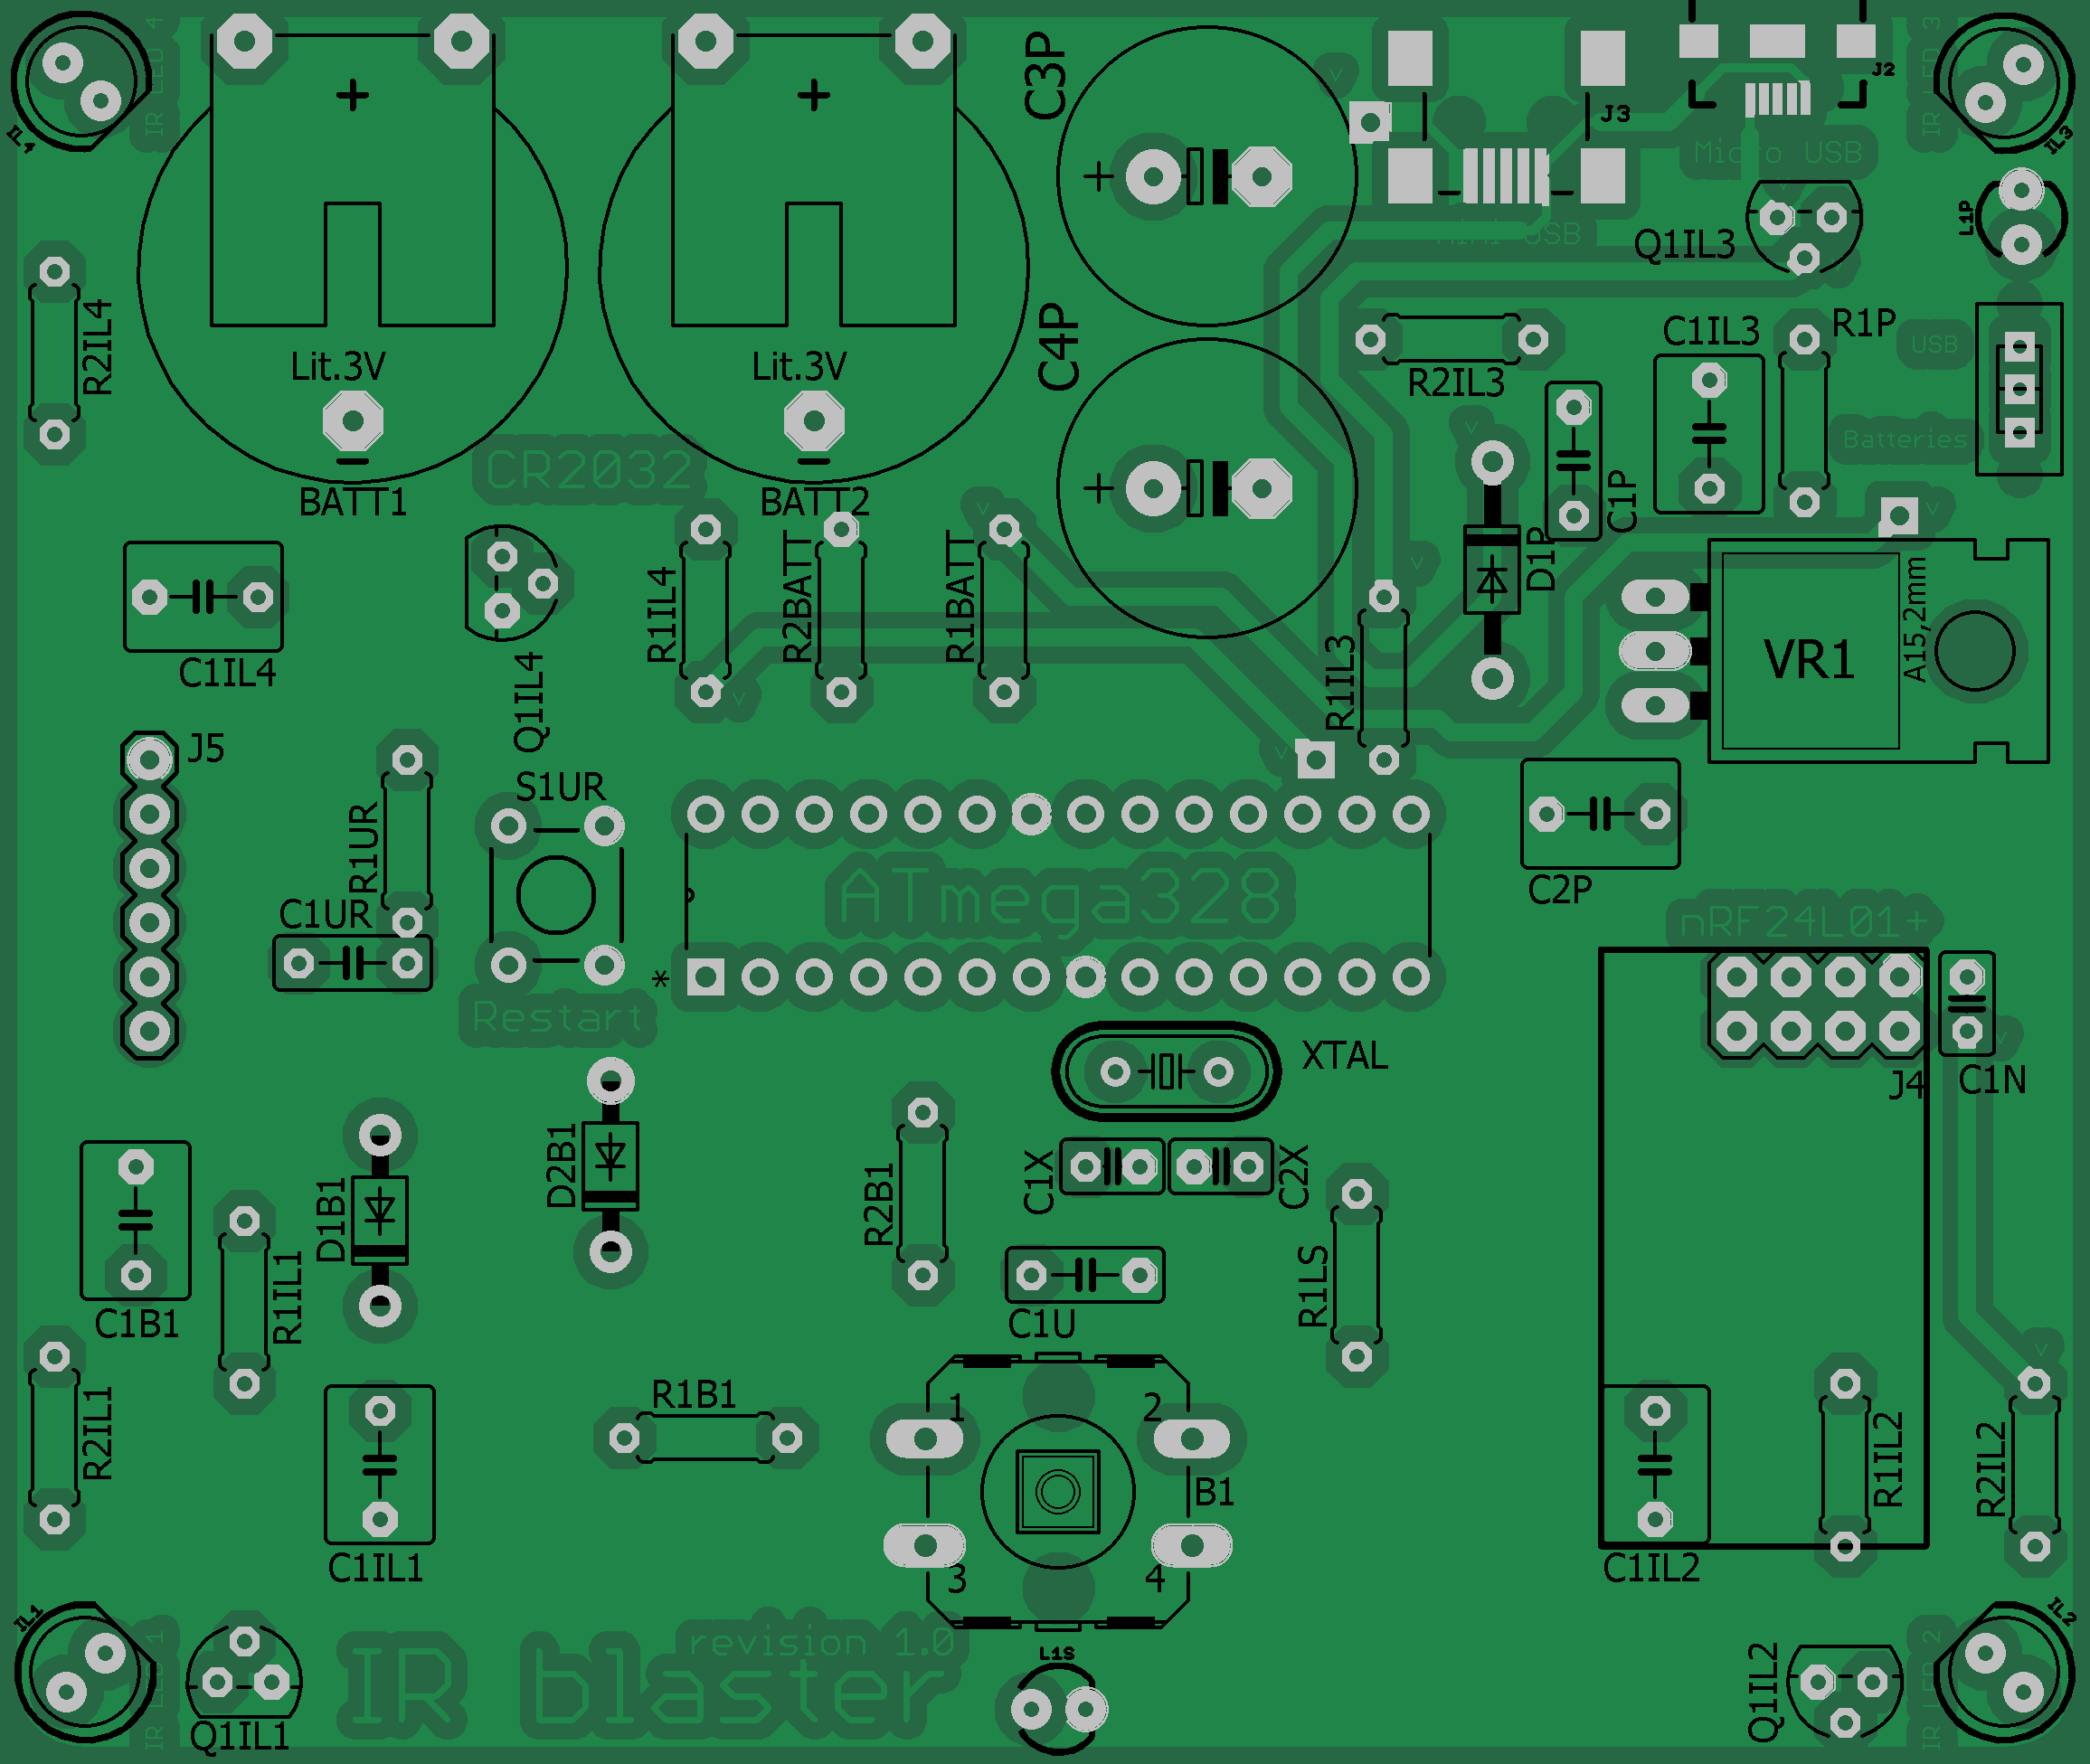 IR LED 4
IL4
+
+
C3P
J3
J2
IR LED 3
IL3
Micro USB
Mini USB
Q1IL3
L1P
+
R2IL4
Lit.3V
Lit.3V
C4P
R2IL3
C1IL3
R1P
USB
Batteries
CR2032
BATT1
BATT2
+
C1P
D1P
C1IL4
Q1IL4
R1IL4
R2BATT
R1BATT
R1IL3
VR1
A15,2mm
J5
R1UR
S1UR
C1UR
ATmega328
C2P
nRF24L01+
*
Restart
XTAL
J4
C1N
D1B1
D2B1
R2B1
C1X
C2X
C1B1
R1IL1
C1U
R1LS
R2IL1
R1B1
1
2
B1
3
4
C1IL1
C1IL2
R1IL2
R2IL2
IL1
IR LED 1
Q1IL1
revision 1.0
IR blaster
L1S
Q1IL2
IR LED 2
IL2